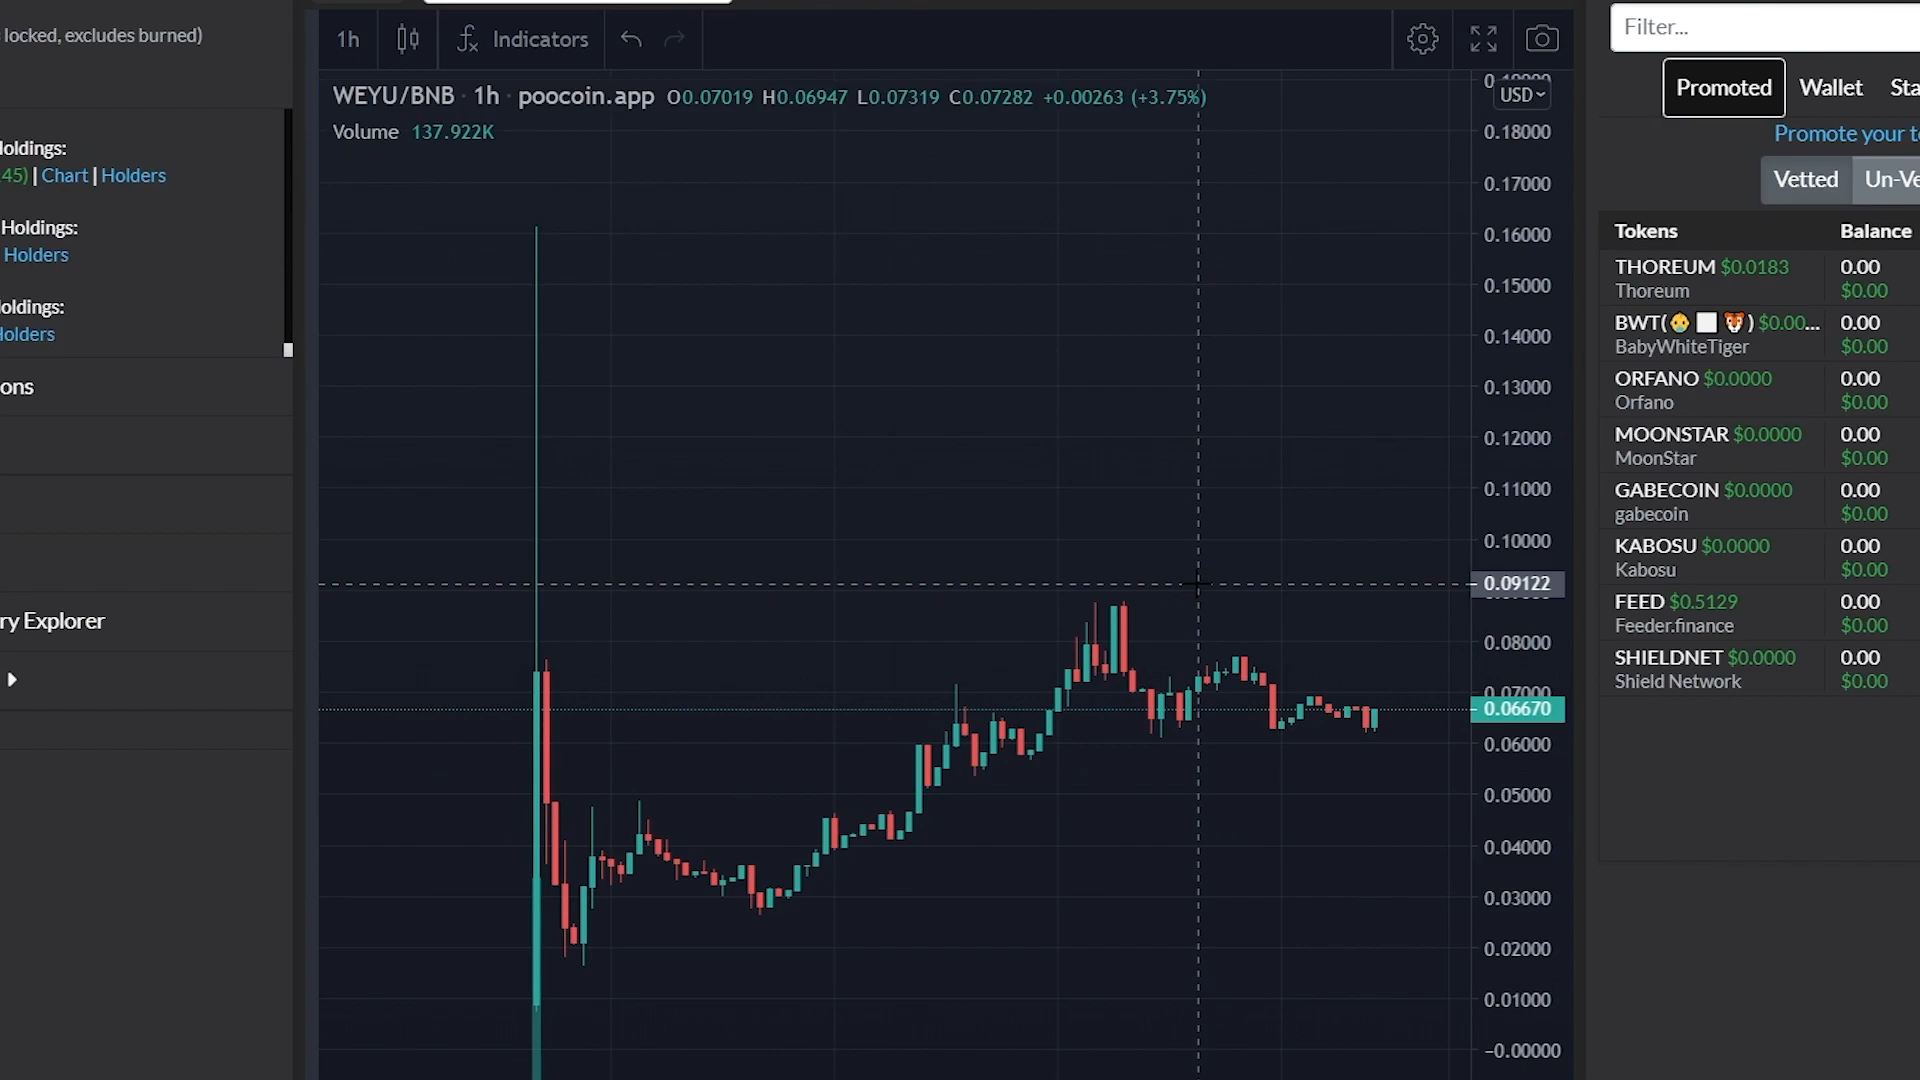 locked, excludes burned)
oldings:
45) | Chart | Holders
Holdings:
Holders
oldings:
Holders
ons
ry Explorer
1h
Indicators
WEYU/BNB · 1h · poocoin.app O0.07019 H0.06947 L0.07319 C0.07282 +0.00263 (+3.75%)
Volume 137.922K
USD
0.18000
0.17000
0.16000
0.15000
0.14000
0.13000
0.12000
0.11000
0.10000
0.09122
0.08000
0.07000
0.06670
0.06000
0.05000
0.04000
0.03000
0.02000
0.01000
−0.00000
Filter...
Promoted Wallet Sta
Promote your t
Vetted Un-Ve
Tokens Balance
THOREUM $0.0183 0.00
Thoreum $0.00
BWT(👶⬜🐯) $0.00... 0.00
BabyWhiteTiger $0.00
ORFANO $0.0000 0.00
Orfano $0.00
MOONSTAR $0.0000 0.00
MoonStar $0.00
GABECOIN $0.0000 0.00
gabecoin $0.00
KABOSU $0.0000 0.00
Kabosu $0.00
FEED $0.5129 0.00
Feeder.finance $0.00
SHIELDNET $0.0000 0.00
Shield Network $0.00